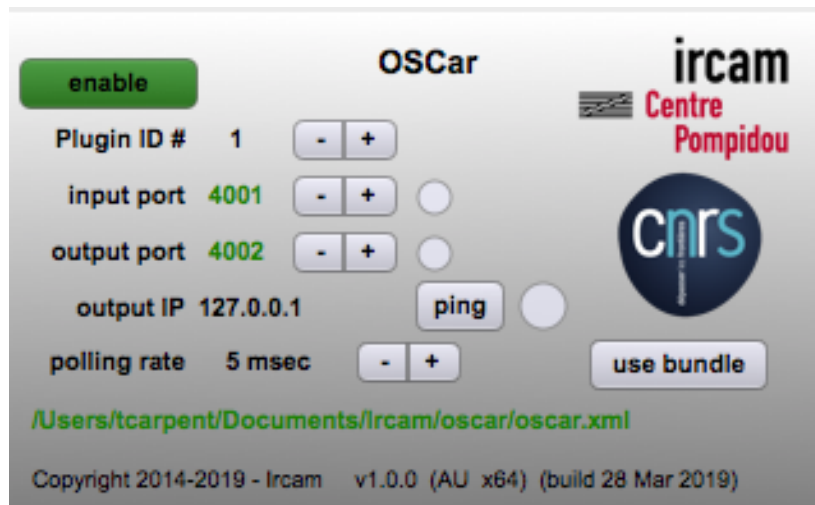 OSCar
ircam
Centre
Pompidou
enable
Plugin ID # 1 - +
input port 4001 - +
output port 4002 - +
cnrs
output IP 127.0.0.1 ping
polling rate 5 msec - + use bundle
/Users/tcarpent/Documents/Ircam/oscar/oscar.xml
Copyright 2014-2019 - Ircam v1.0.0 (AU x64) (build 28 Mar 2019)